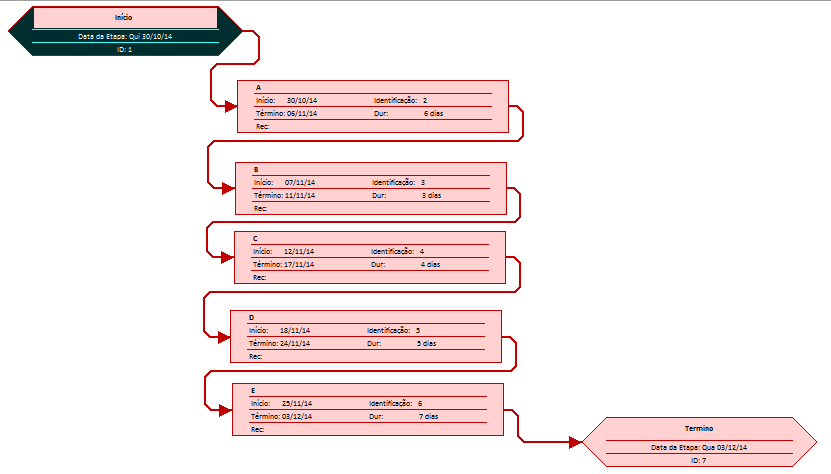 Início
Data da Etapa: Qui 30/10/14
ID: 1
A
Início: 30/10/14 Identificação: 2
Término: 06/11/14 Dur: 6 dias
Rec:
B
Início: 07/11/14 Identificação: 3
Término: 11/11/14 Dur: 3 dias
Rec:
C
Início: 12/11/14 Identificação: 4
Término: 17/11/14 Dur: 4 dias
Rec:
D
Início: 18/11/14 Identificação: 5
Término: 24/11/14 Dur: 5 dias
Rec:
E
Início: 25/11/14 Identificação: 6
Término: 03/12/14 Dur: 7 dias
Rec:
Termino
Data da Etapa: Qua 03/12/14
ID: 7